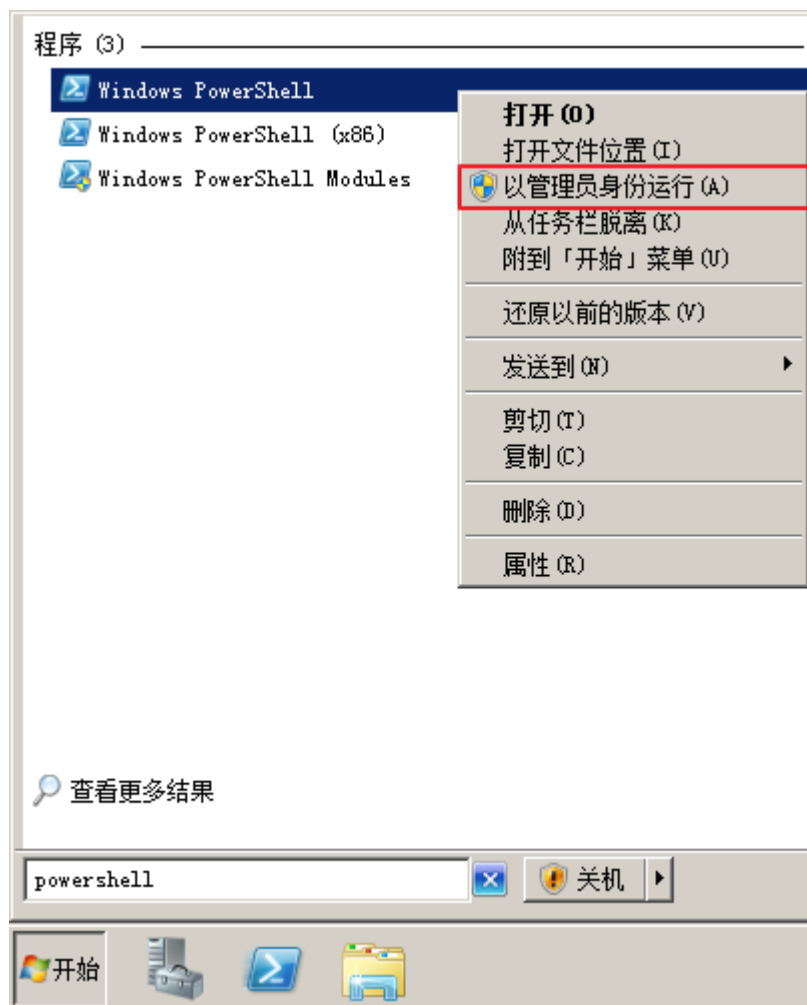 程序 (3)
Windows PowerShell
Windows PowerShell (x86)
Windows PowerShell Modules
打开(O)
打开文件位置(I)
以管理员身份运行(A)
从任务栏脱离(K)
附到「开始」菜单(U)
还原以前的版本(V)
发送到(N)
剪切(T)
复制(C)
删除(D)
属性(R)
查看更多结果
powershell
关机
开始